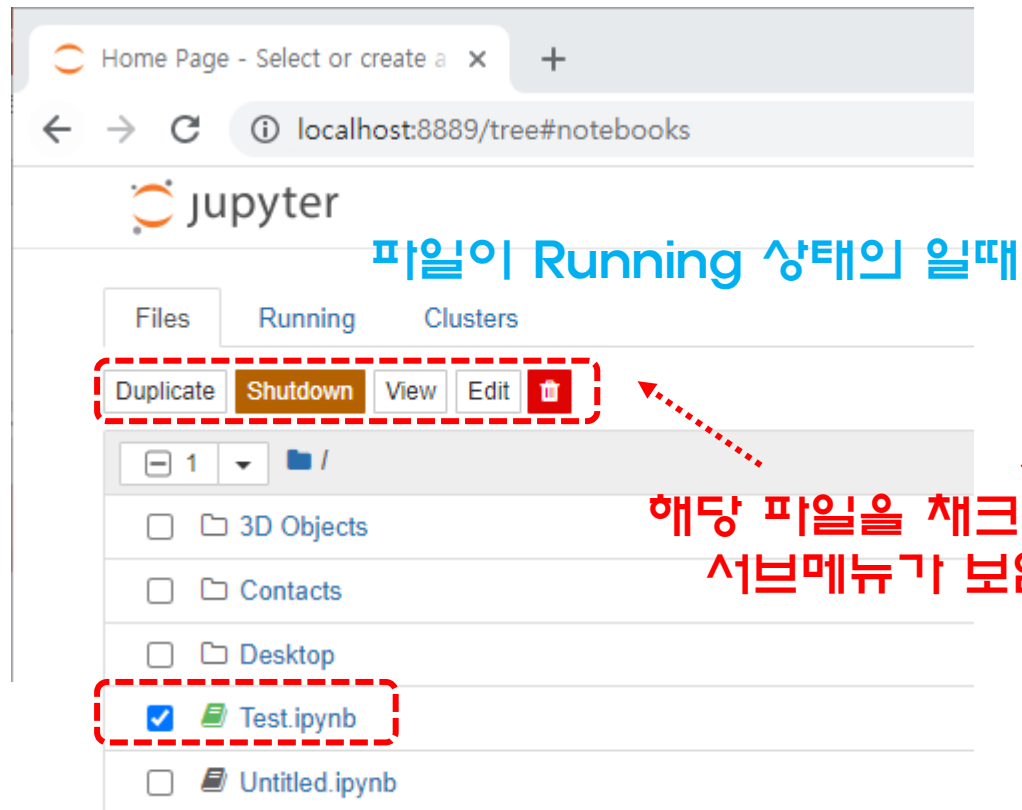 Home Page - Select or create a
localhost:8889/tree#notebooks
jupyter
파일이 Running 상태의 일때
Files Running Clusters
Duplicate Shutdown View Edit
1 /
3D Objects
해당 파일을 채크
서브메뉴가
Contacts
Desktop
Test.ipynb
Untitled.ipynb